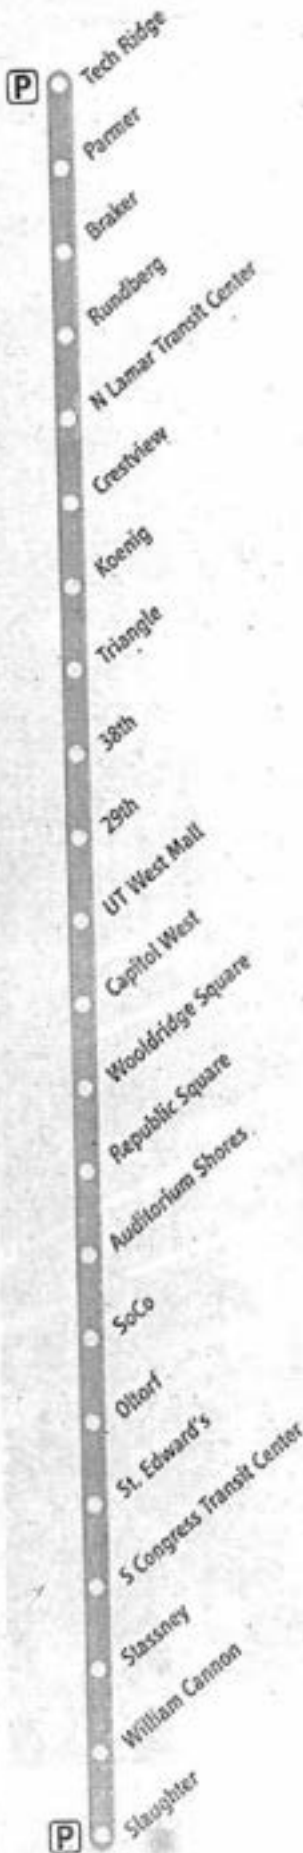 P
Tech Ridge
Parmer
Braker
Rundberg
N Lamar Transit Center
Crestview
Koenig
Triangle
38th
29th
UT West Mall
Capitol West
Wooldridge Square
Republic Square
Auditorium Shores
SoCo
Oltorf
St. Edward's
S Congress Transit Center
Stassney
William Cannon
P
Slaughter